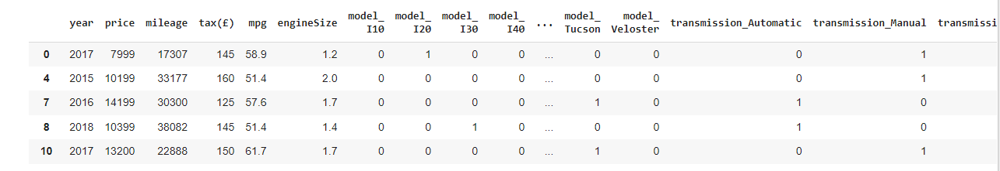 year price mileage tax(£) mpg engineSize model_ I10 model_ I20 model_ I30 model_ I40 ... model_ Tucson model_ Veloster transmission_Automatic transmission_Manual transmissi
0 2017 7999 17307 145 58.9 1.2 0 1 0 0 ... 0 0 0 1
4 2015 10199 33177 160 51.4 2.0 0 0 0 0 ... 0 0 0 1
7 2016 14199 30300 125 57.6 1.7 0 0 0 0 ... 1 0 1 0
8 2018 10399 38082 145 51.4 1.4 0 0 1 0 ... 0 0 1 0
10 2017 13200 22888 150 61.7 1.7 0 0 0 0 ... 1 0 0 1